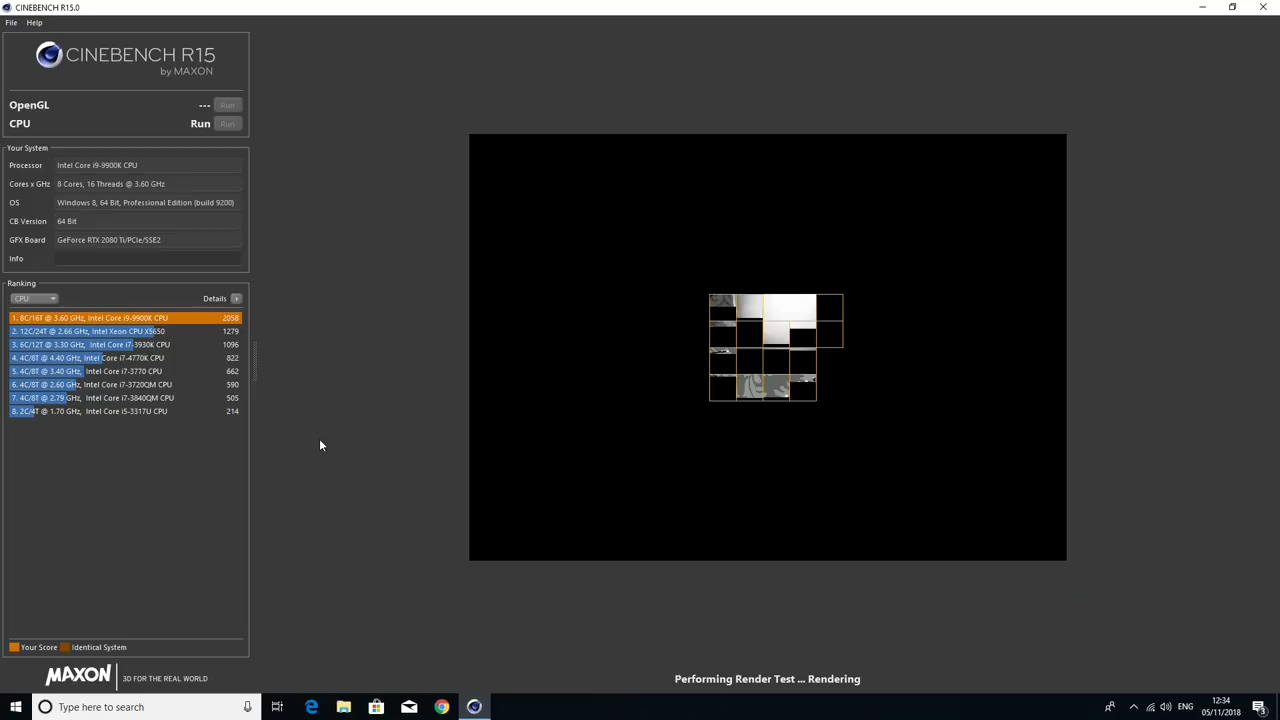 CINEBENCH R15.0
File Help
CINEBENCH R15
by MAXON
OpenGL --- Run
CPU Run Run
Your System
Processor Intel Core i9-9900K CPU
Cores x GHz 8 Cores, 16 Threads @ 3.60 GHz
OS Windows 8, 64 Bit, Professional Edition (build 9200)
CB Version 64 Bit
GFX Board GeForce RTX 2080 Ti/PCIe/SSE2
Info
Ranking
CPU Details
1. 8C/16T @ 3.60 GHz, Intel Core i9-9900K CPU 2058
2. 12C/24T @ 2.66 GHz, Intel Xeon CPU X5650 1279
3. 6C/12T @ 3.30 GHz, Intel Core i7-3930K CPU 1096
4. 4C/8T @ 4.40 GHz, Intel Core i7-4770K CPU 822
5. 4C/8T @ 3.40 GHz, Intel Core i7-3770 CPU 662
6. 4C/8T @ 2.60 GHz, Intel Core i7-3720QM CPU 590
7. 4C/8T @ 2.79 GHz, Intel Core i7-3840QM CPU 505
8. 2C/4T @ 1.70 GHz, Intel Core i5-3317U CPU 214
Your Score Identical System
MAXON 3D FOR THE REAL WORLD
Performing Render Test ... Rendering
Type here to search
ENG
12:34
05/11/2018
3